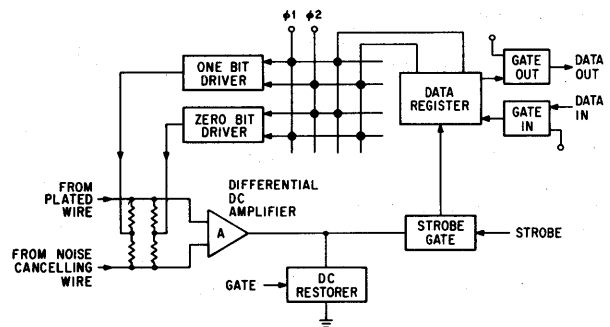 φ1 φ2
ONE BIT
DRIVER
ZERO BIT
DRIVER
DATA
REGISTER
GATE
OUT
DATA
OUT
GATE
IN
DATA
IN
FROM
PLATED
WIRE
DIFFERENTIAL
DC
AMPLIFIER
A
FROM NOISE
CANCELLING
WIRE
STROBE
GATE
STROBE
GATE
DC
RESTORER